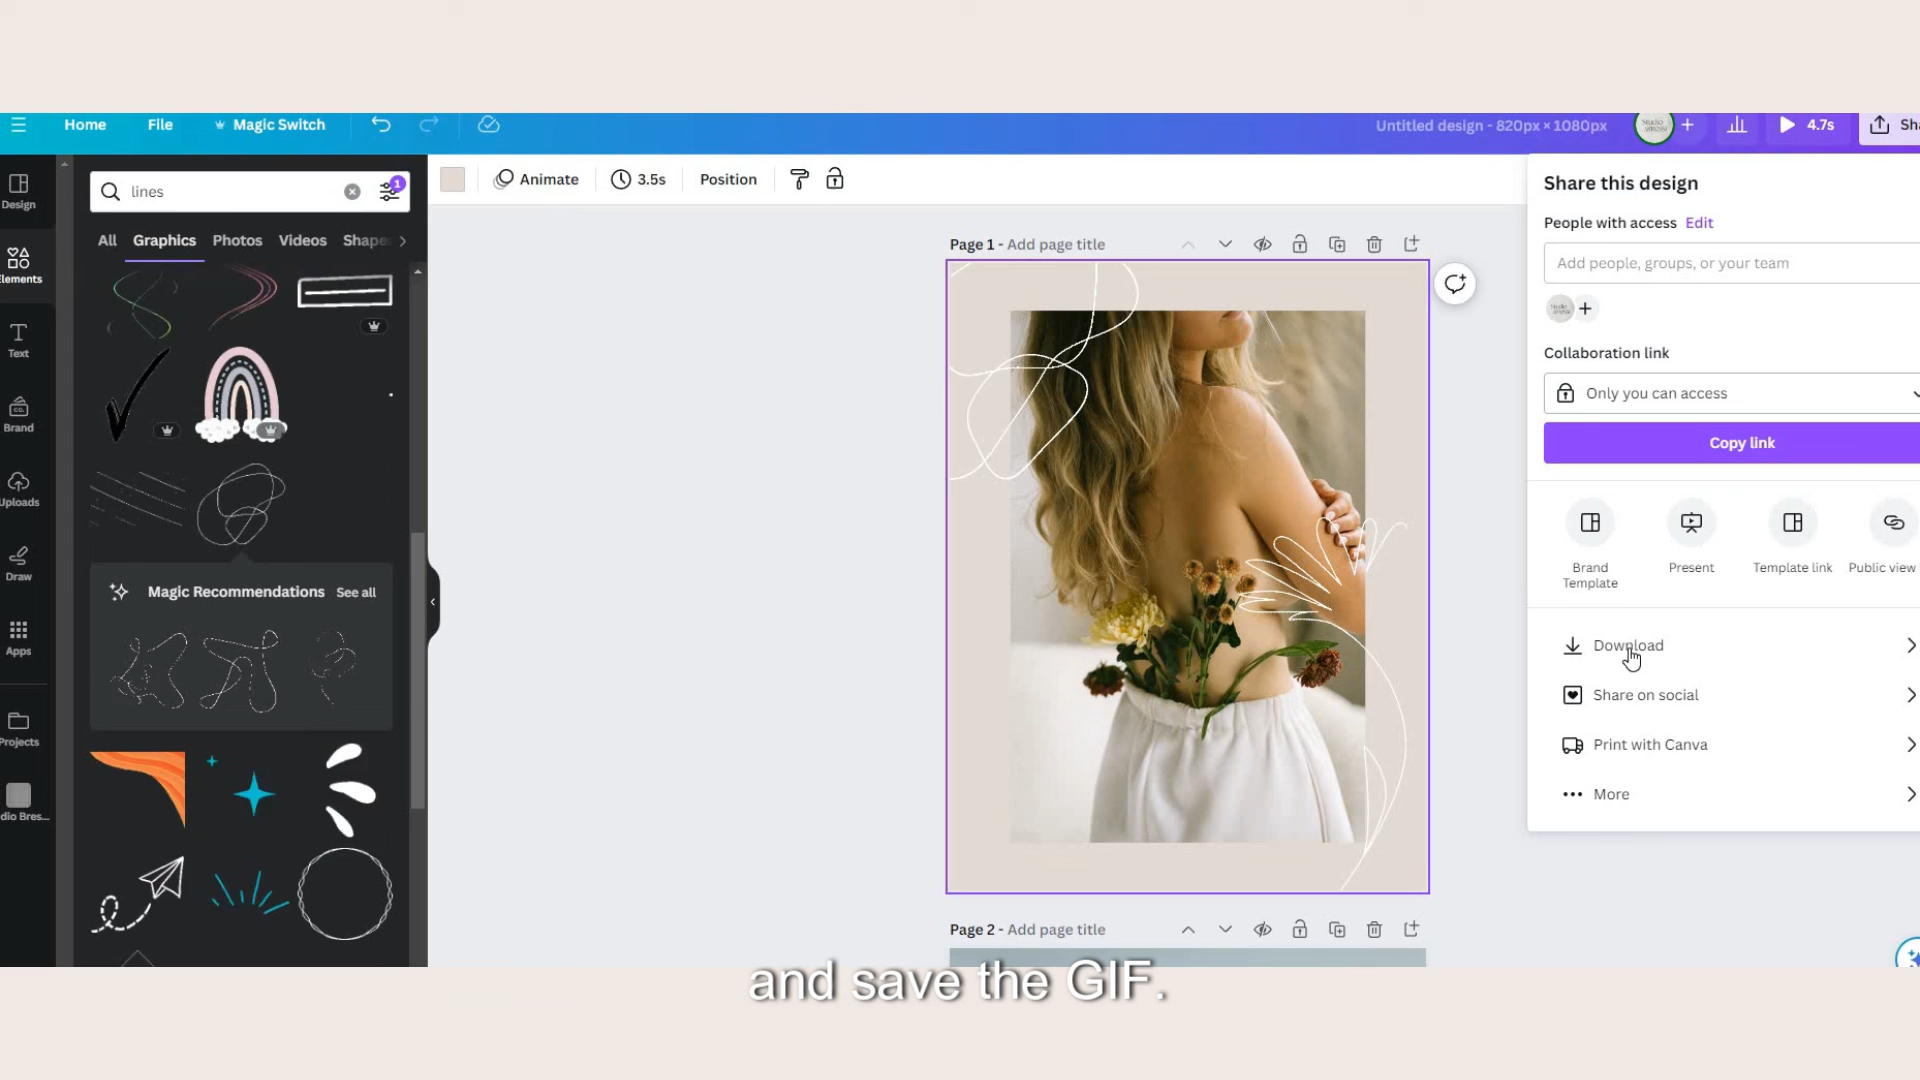 Home File Magic Switch Untitled design - 820px × 1080px 4.7s Sha
Design
Elements
Text
Brand
Uploads
Draw
Apps
Projects
dio Bres...
lines
1
All Graphics Photos Videos Shape
Magic Recommendations See all
Animate 3.5s Position
Page 1 - Add page title
Page 2 - Add page title
Share this design
People with access Edit
Add people, groups, or your team
Collaboration link
Only you can access
Copy link
Brand Template
Present
Template link
Public view
Download
Share on social
Print with Canva
More
and save the GIF.